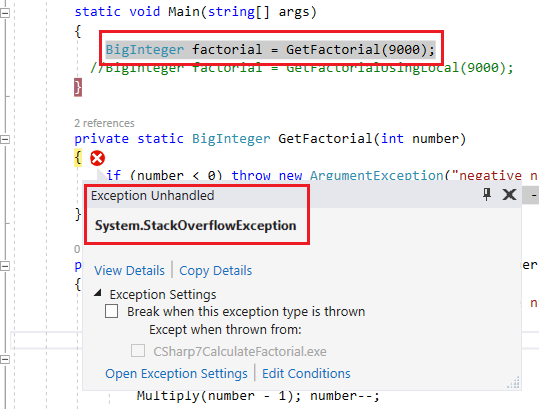 static void Main(string[] args)
{
BigInteger factorial = GetFactorial(9000);
//BigInteger factorial = GetFactorialUsingLocal(9000);
}
2 references
private static BigInteger GetFactorial(int number)
{
if (number < 0) throw new ArgumentException("negative n
-
}
Exception Unhandled
System.StackOverflowException
0
p
er
{
n
View Details | Copy Details
Exception Settings
Break when this exception type is thrown
Except when thrown from:
CSharp7CalculateFactorial.exe
Open Exception Settings | Edit Conditions
Multiply(number - 1); number--;